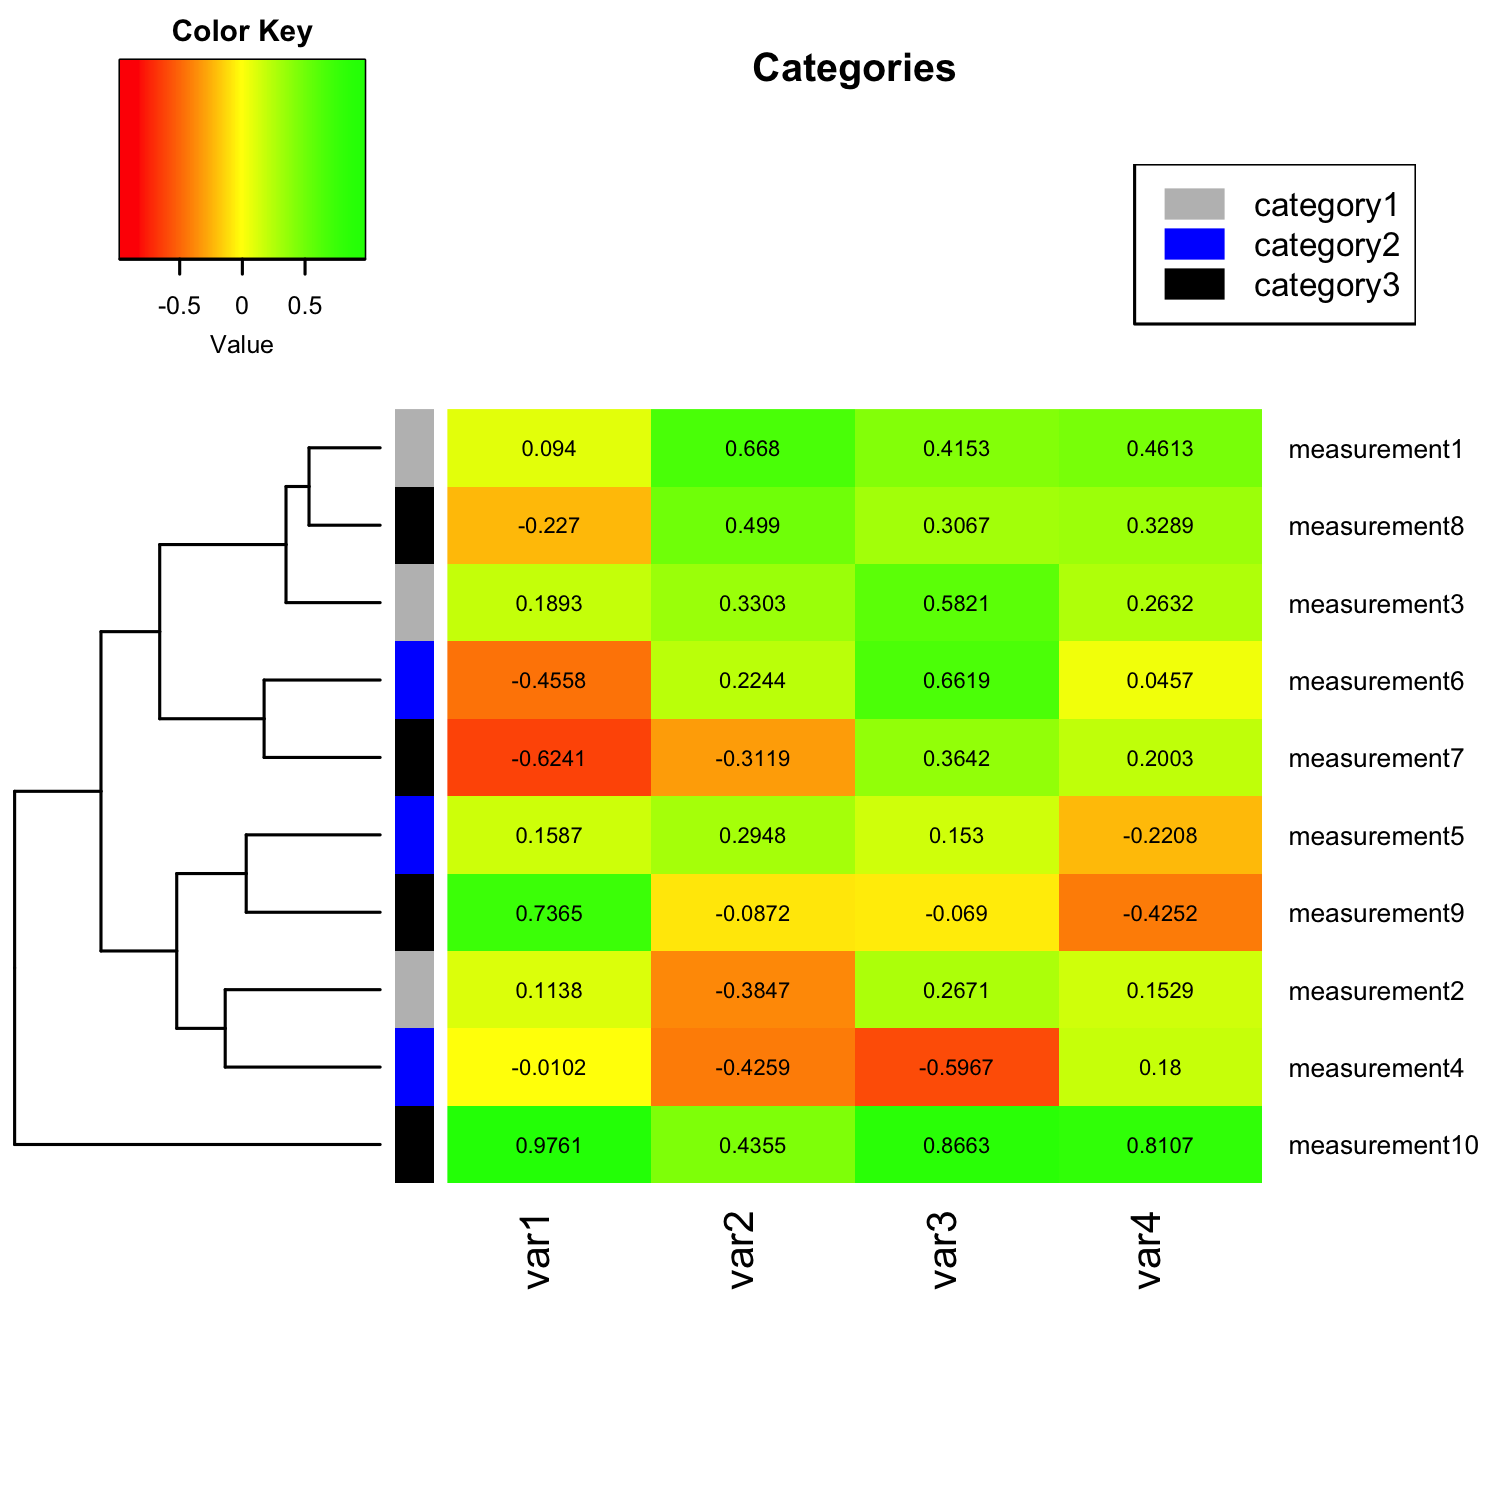 Color Key
-0.5 0 0.5
Value
Categories
category1
category2
category3
0.094 0.668 0.4153 0.4613 measurement1
-0.227 0.499 0.3067 0.3289 measurement8
0.1893 0.3303 0.5821 0.2632 measurement3
-0.4558 0.2244 0.6619 0.0457 measurement6
-0.6241 -0.3119 0.3642 0.2003 measurement7
0.1587 0.2948 0.153 -0.2208 measurement5
0.7365 -0.0872 -0.069 -0.4252 measurement9
0.1138 -0.3847 0.2671 0.1529 measurement2
-0.0102 -0.4259 -0.5967 0.18 measurement4
0.9761 0.4355 0.8663 0.8107 measurement10
var1 var2 var3 var4